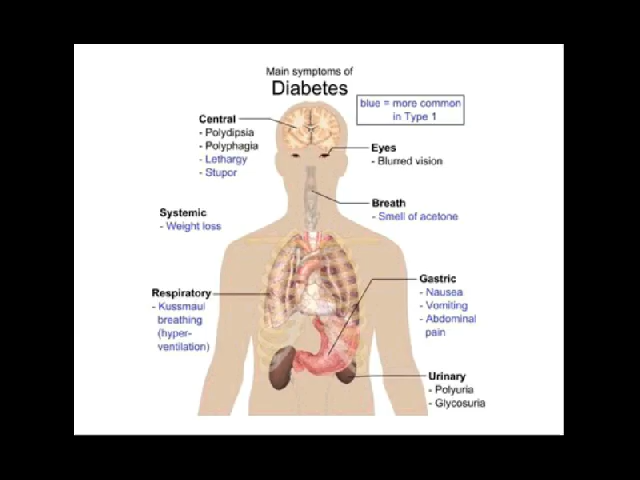 Main symptoms of
Diabetes
blue = more common
in Type 1
Central
- Polydipsia
- Polyphagia
- Lethargy
- Stupor
Eyes
- Blurred vision
Breath
- Smell of acetone
Systemic
- Weight loss
Gastric
- Nausea
- Vomiting
- Abdominal
pain
Respiratory
- Kussmaul
breathing
(hyper-
ventilation)
Urinary
- Polyuria
- Glycosuria